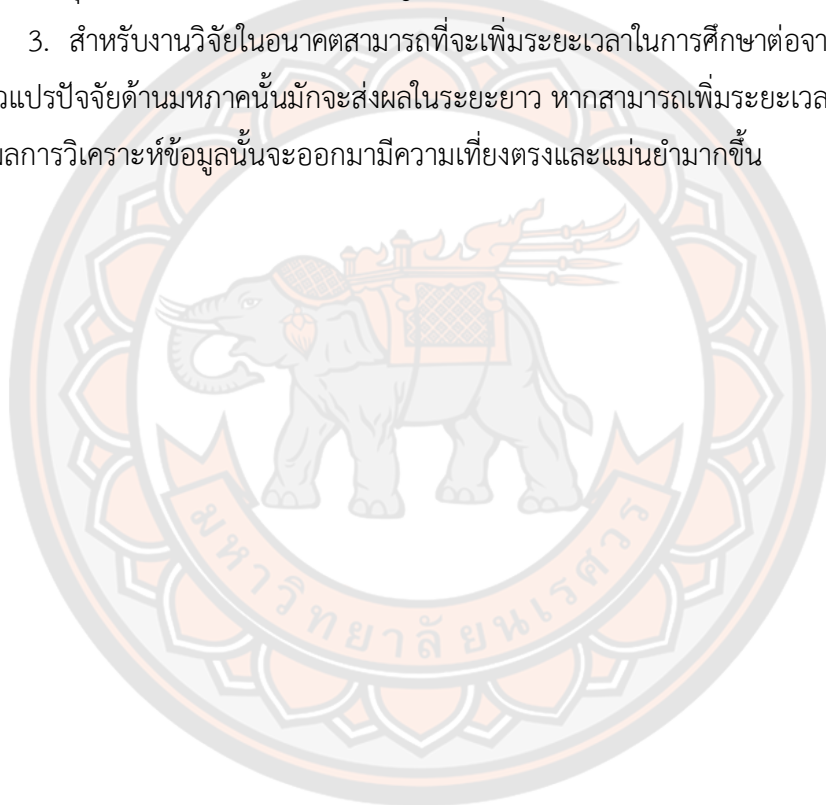 3. สำหรับงานวิจัยในอนาคตสามารถที่จะเพิ่มระยะเวลาในการศึกษาต่อจา
วแปรปัจจัยด้านมหภาคนั้นมักจะส่งผลในระยะยาว หากสามารถเพิ่มระยะเวล
ผลการวิเคราะห์ข้อมูลนั้นจะออกมามีความเที่ยงตรงและแม่นยำมากขึ้น
มหาวิทยาลัยนเรศวร